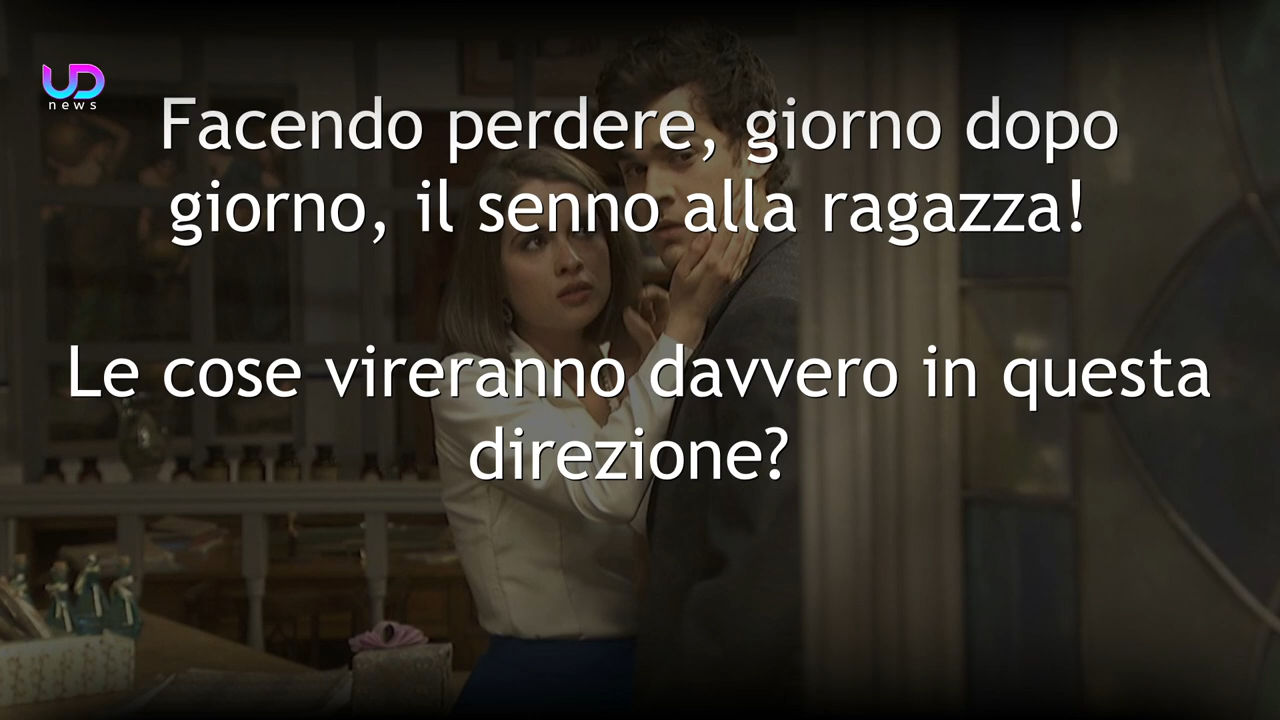 UD
news
Facendo perdere, giorno dopo
giorno, il senno alla ragazza!
Le cose vireranno davvero in questa
direzione?